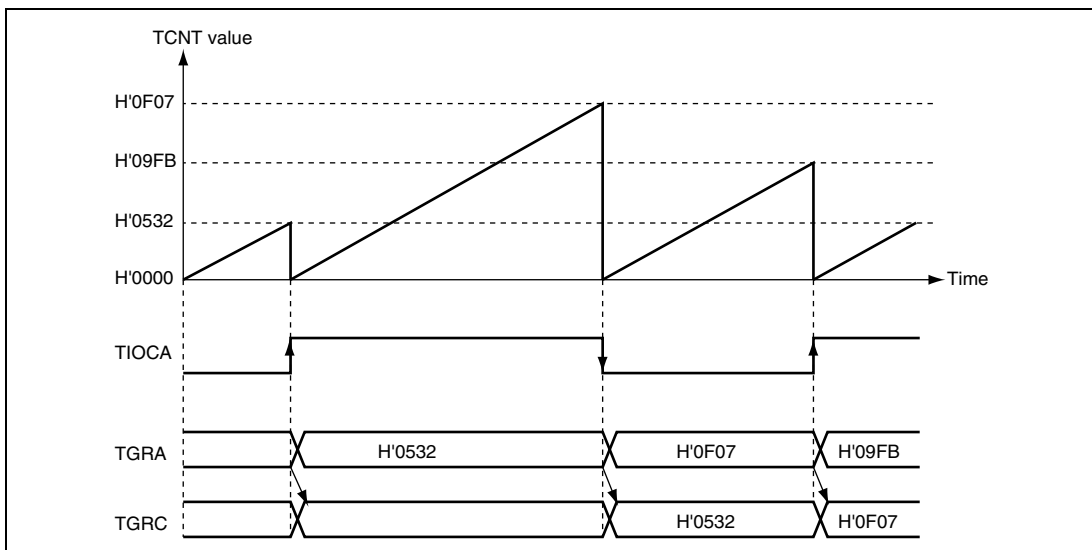 TCNT value
H'0F07
H'09FB
H'0532
H'0000
Time
TIOCA
TGRA
H'0532
H'0F07
H'09FB
TGRC
H'0532
H'0F07